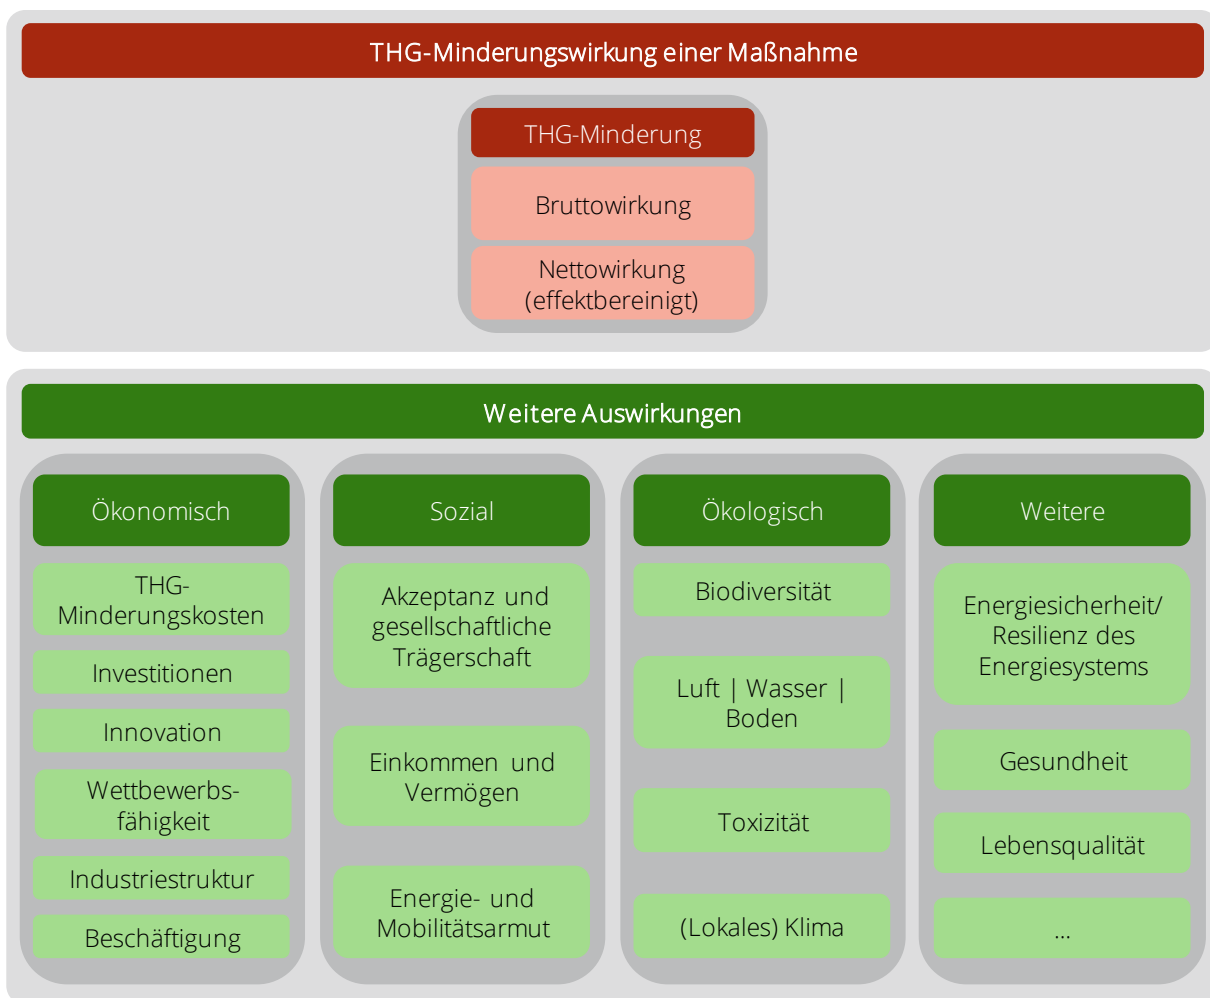 THG-Minderungswirkung einer Maßnahme
THG-Minderung
Bruttowirkung
Nettowirkung
(effektbereinigt)
Weitere Auswirkungen
Ökonomisch
THG-
Minderungskosten
Investitionen
Innovation
Wettbewerbs-
fähigkeit
Industriestruktur
Beschäftigung
Sozial
Akzeptanz und
gesellschaftliche
Trägerschaft
Einkommen und
Vermögen
Energie- und
Mobilitätsarmut
Ökologisch
Biodiversität
Luft | Wasser |
Boden
Toxizität
(Lokales) Klima
Weitere
Energiesicherheit/
Resilienz des
Energiesystems
Gesundheit
Lebensqualität
...